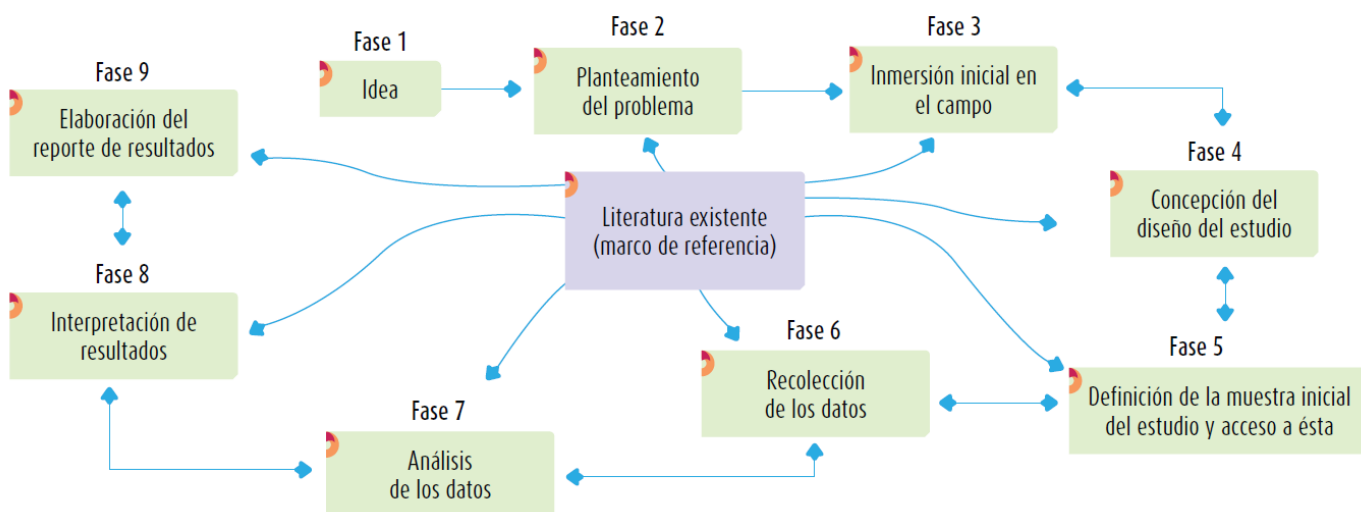 Fase 1
Idea
Fase 2
Planteamiento
del problema
Fase 3
Inmersión inicial en
el campo
Fase 4
Concepción del
diseño del estudio
Fase 5
Definición de la muestra inicial
del estudio y acceso a ésta
Fase 6
Recolección
de los datos
Fase 7
Análisis
de los datos
Fase 8
Interpretación de
resultados
Fase 9
Elaboración del
reporte de resultados
Literatura existente
(marco de referencia)